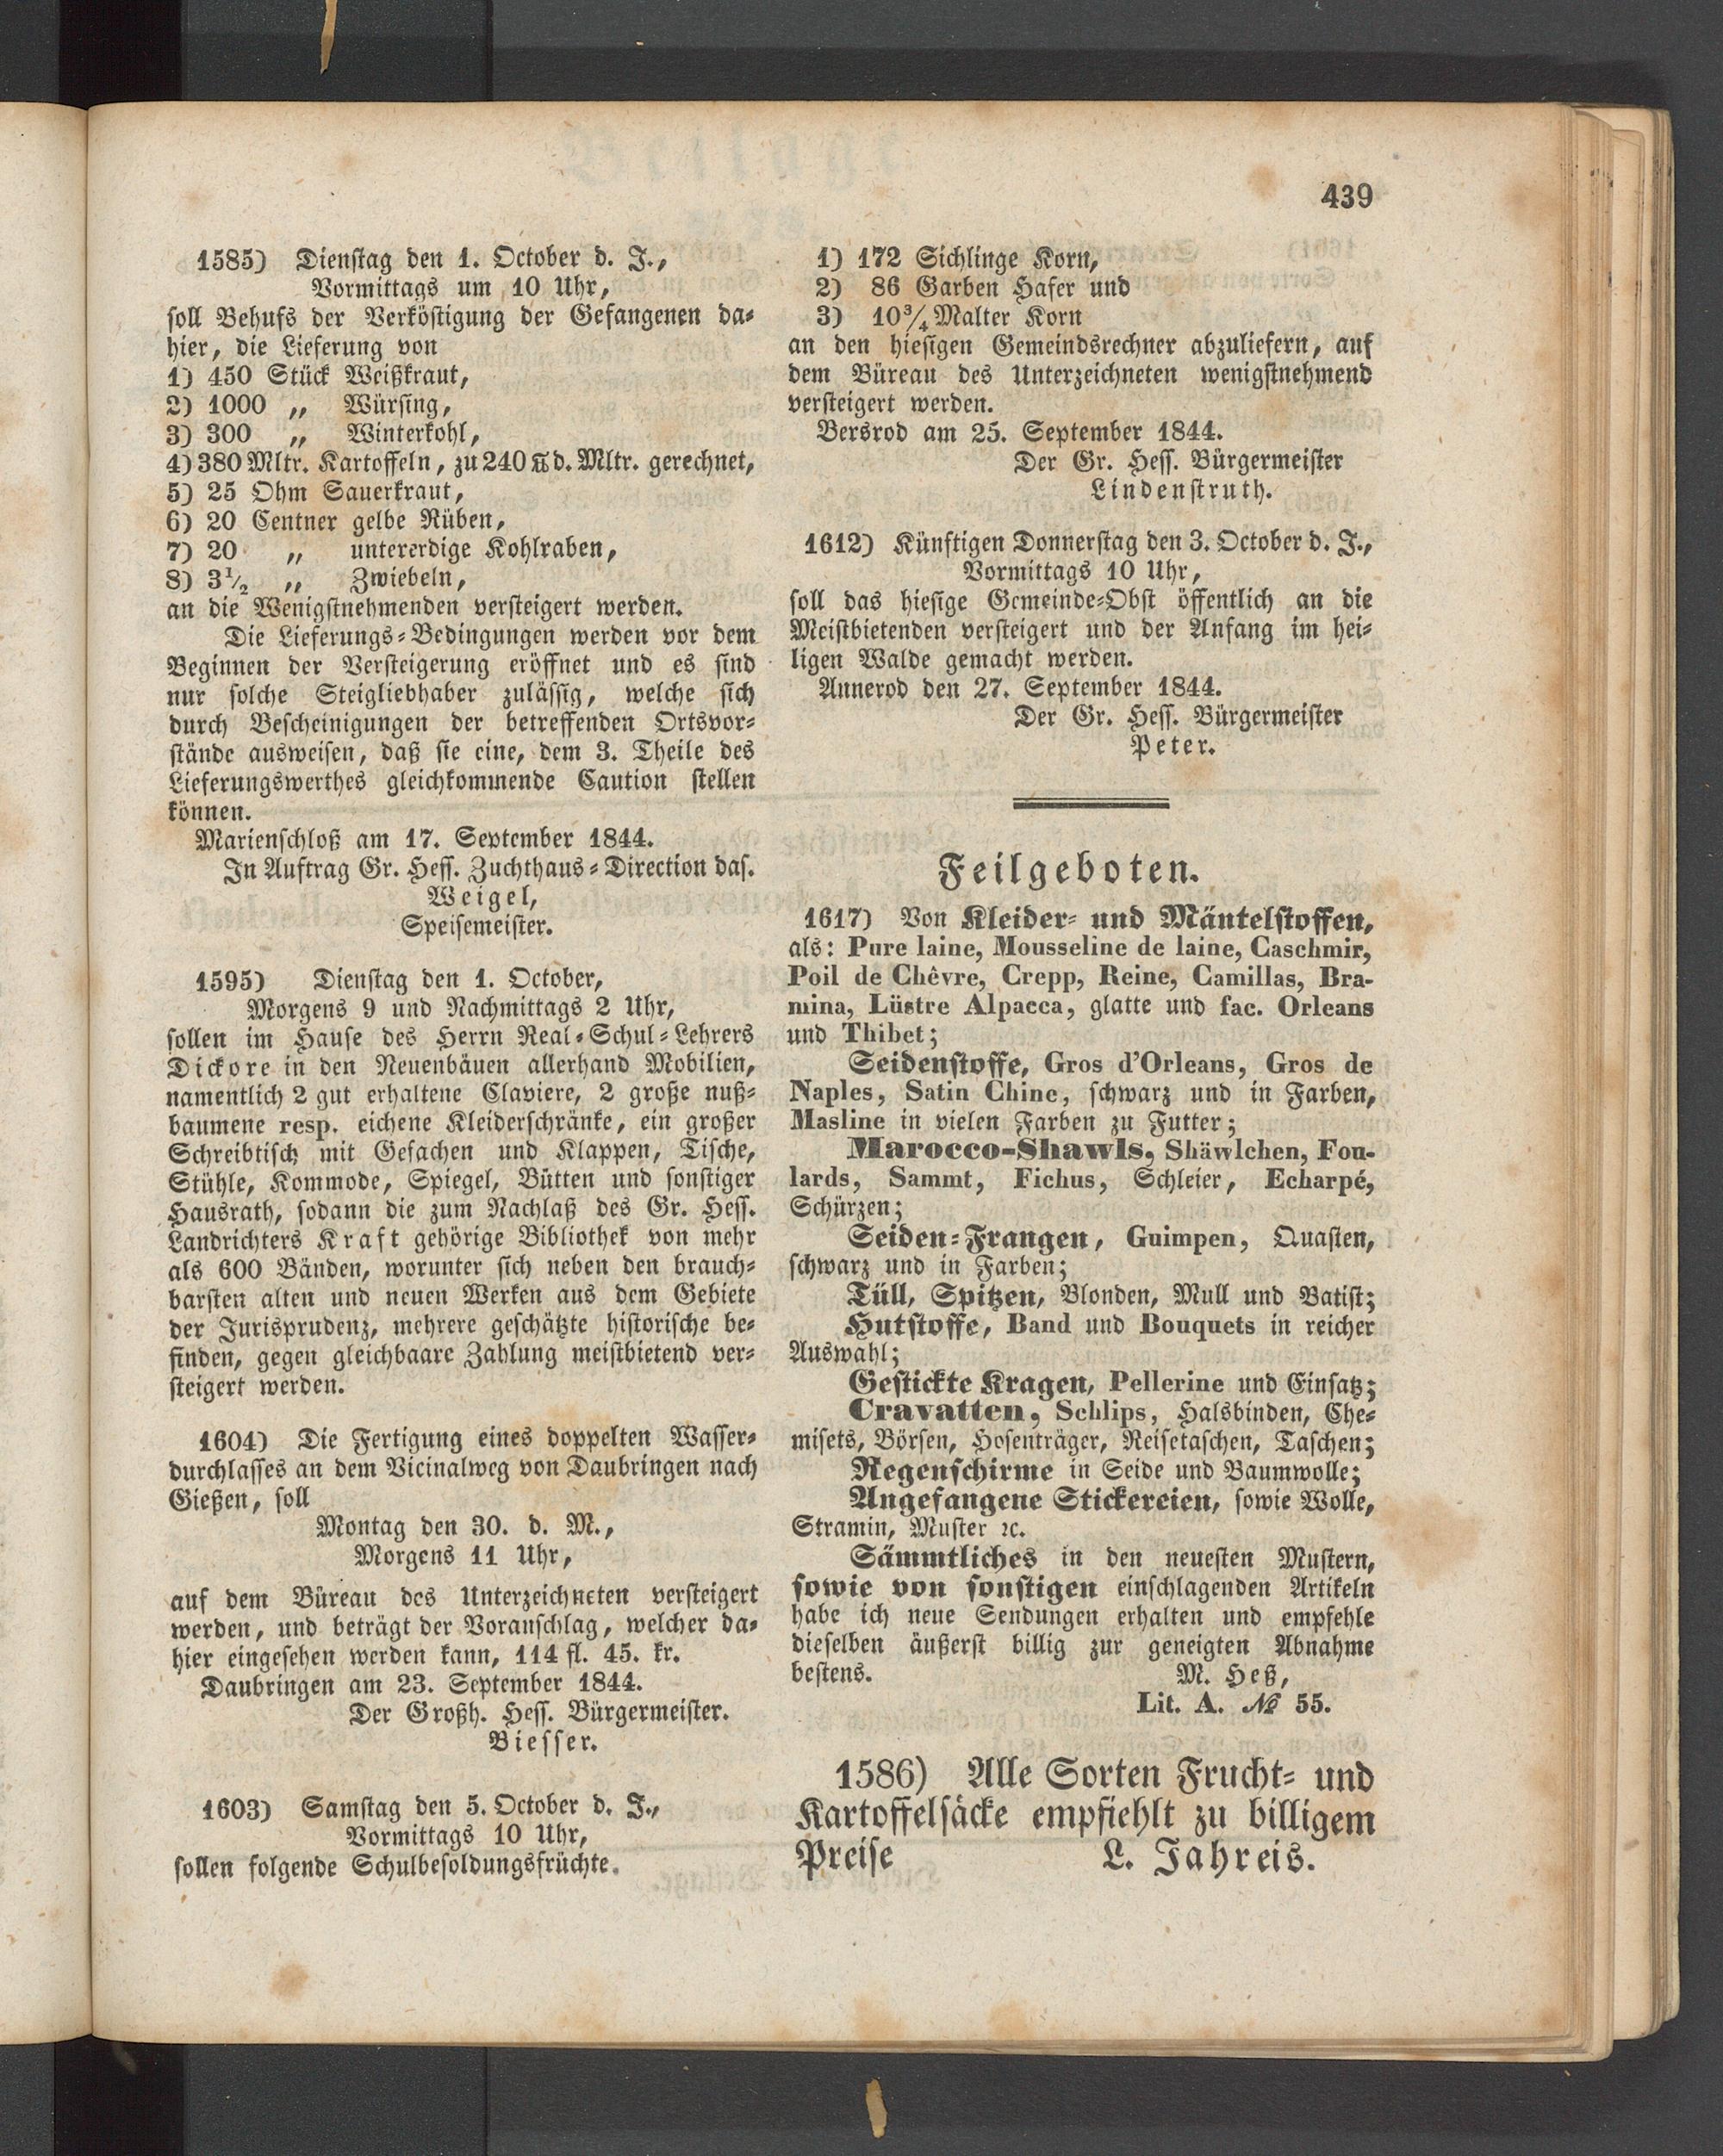 439
1585) Dienstag den 1. October d. J.,
Vormittags um 10 Uhr,
soll Behufs der Verköstigung der Gefangenen da-
hier, die Lieferung von
1) 450 Stück Weißkraut,
2) 1000 „ Würsing,
3) 300 „ Winterkohl,
4) 380 Mltr. Kartoffeln, zu 240 ℔ d. Mltr. gerechnet,
5) 25 Ohm Sauerkraut,
6) 20 Centner gelbe Rüben,
7) 20 „ untererdige Kohlraben,
8) 3½ „ Zwiebeln,
an die Wenigstnehmenden versteigert werden.
Die Lieferungs-Bedingungen werden vor dem
Beginnen der Versteigerung eröffnet und es sind
nur solche Steigliebhaber zulässig, welche sich
durch Bescheinigungen der betreffenden Ortsvor-
stände ausweisen, daß sie eine, dem 3. Theile des
Lieferungswerthes gleichkommende Caution stellen
können.
Marienschloß am 17. September 1844.
In Auftrag Gr. Hess. Zuchthaus-Direction das.
Weigel,
Speisemeister.
1595) Dienstag den 1. October,
Morgens 9 und Nachmittags 2 Uhr,
sollen im Hause des Herrn Real-Schul-Lehrers
Dickore in den Neuenbäuen allerhand Mobilien,
namentlich 2 gut erhaltene Claviere, 2 große nuß-
baumene resp. eichene Kleiderschränke, ein großer
Schreibtisch mit Gefachen und Klappen, Tische,
Stühle, Kommode, Spiegel, Bütten und sonstiger
Hausrath, sodann die zum Nachlaß des Gr. Hess.
Landrichters Kraft gehörige Bibliothek von mehr
als 600 Bänden, worunter sich neben den brauch-
barsten alten und neuen Werken aus dem Gebiete
der Jurisprudenz, mehrere geschätzte historische be-
finden, gegen gleichbaare Zahlung meistbietend ver-
steigert werden.
1604) Die Fertigung eines doppelten Wasser-
durchlasses an dem Vicinalweg von Daubringen nach
Gießen, soll
Montag den 30. d. M.,
Morgens 11 Uhr,
auf dem Büreau des Unterzeichneten versteigert
werden, und beträgt der Voranschlag, welcher da-
hier eingesehen werden kann, 114 fl. 45. kr.
Daubringen am 23. September 1844.
Der Großh. Hess. Bürgermeister.
Biesser.
1603) Samstag den 5. October d. J.,
Vormittags 10 Uhr,
sollen folgende Schulbesoldungsfrüchte.
1) 172 Sichlinge Korn,
2) 86 Garben Hafer und
3) 10¾ Malter Korn
an den hiesigen Gemeindsrechner abzuliefern, auf
dem Büreau des Unterzeichneten wenigstnehmend
versteigert werden.
Bersrod am 25. September 1844.
Der Gr. Hess. Bürgermeister
Lindenstruth.
1612) Künftigen Donnerstag den 3. October d. J.,
Vormittags 10 Uhr,
soll das hiesige Gemeinde-Obst öffentlich an die
Meistbietenden versteigert und der Anfang im hei-
ligen Walde gemacht werden.
Annerod den 27. September 1844.
Der Gr. Hess. Bürgermeister
Peter.
Feilgeboten.
1617) Von Kleider- und Mäntelstoffen,
als: Pure laine, Mousseline de laine, Caschmir,
Poil de Chêvre, Crepp, Reine, Camillas, Bra-
mina, Lüstre Alpacca, glatte und fac. Orleans
und Thibet;
Seidenstoffe, Gros d'Orleans, Gros de
Naples, Satin Chine, schwarz und in Farben,
Masline in vielen Farben zu Futter;
Marocco-Shawls, Shäwlchen, Fou-
lards, Sammt, Fichus, Schleier, Echarpé,
Schürzen;
Seiden-Frangen, Guimpen, Quasten,
schwarz und in Farben;
Tüll, Spitzen, Blonden, Mull und Batist;
Hutstoffe, Band und Bouquets in reicher
Auswahl;
Gestickte Kragen, Pellerine und Einsatz;
Cravatten, Schlips, Halsbinden, Che-
misets, Börsen, Hosenträger, Reisetaschen, Taschen;
Regenschirme in Seide und Baumwolle;
Angefangene Stickereien, sowie Wolle,
Stramin, Muster ꝛc.
Sämmtliches in den neuesten Mustern,
sowie von sonstigen einschlagenden Artikeln
habe ich neue Sendungen erhalten und empfehle
dieselben äußerst billig zur geneigten Abnahme
bestens. M. Heß,
Lit. A. № 55.
1586) Alle Sorten Frucht- und
Kartoffelsäcke empfiehlt zu billigem
Preise L. Jahreis.